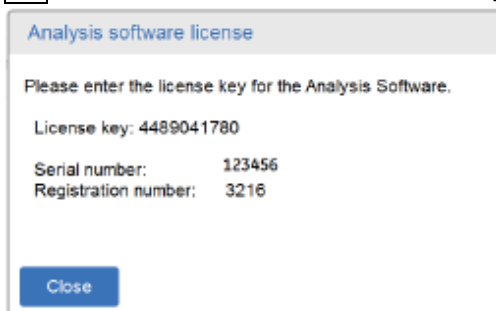 Analysis software license
Please enter the license key for the Analysis Software.
License key: 4489041780
Serial number: 123456
Registration number: 3216
Close